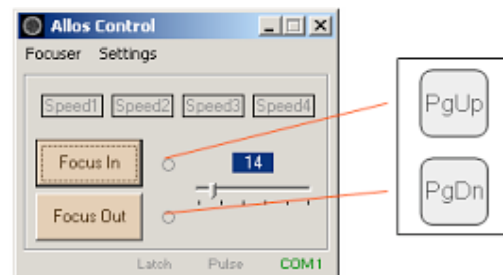 Allos Control
Focuser Settings
Speed1 Speed2 Speed3 Speed4
Focus In
14
Focus Out
Latch Pulse COM1
PgUp
PgDn